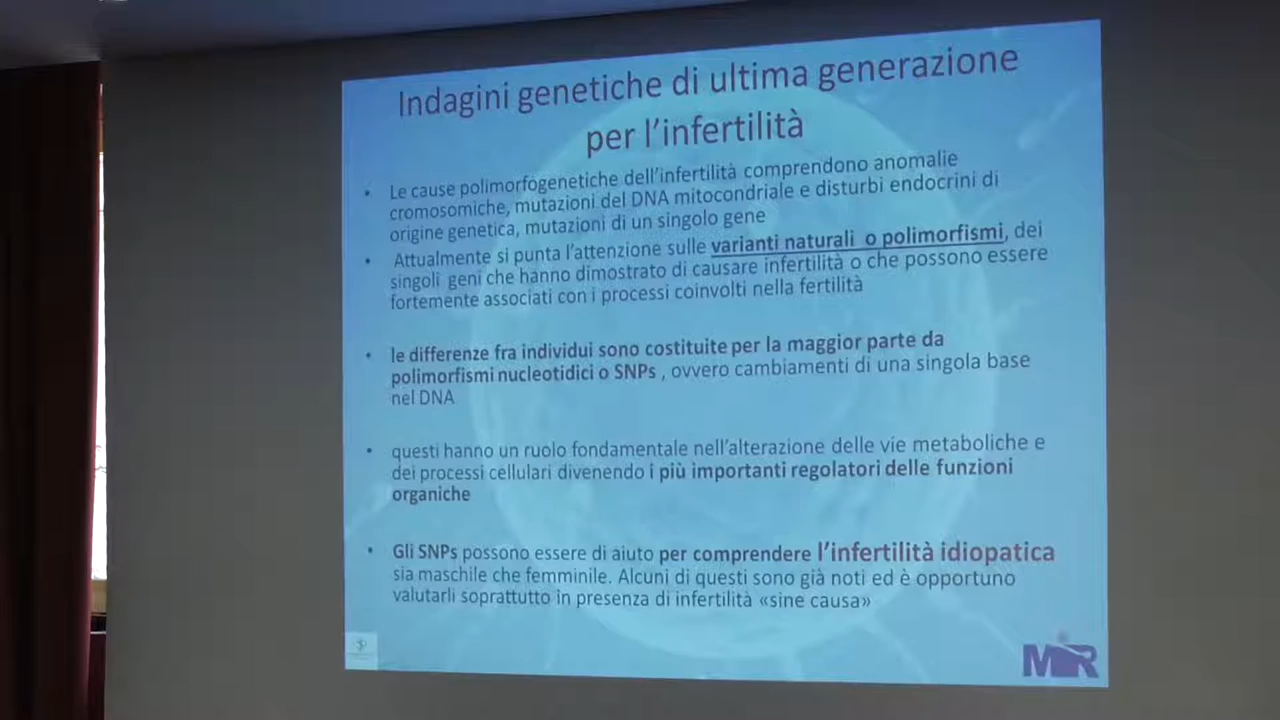 Indagini genetiche di ultima generazione
per l'infertilità
• Le cause polimorfogenetiche dell'infertilità comprendono anomalie
cromosomiche, mutazioni del DNA mitocondriale e disturbi endocrini di
origine genetica, mutazioni di un singolo gene
• Attualmente si punta l'attenzione sulle varianti naturali o polimorfismi, dei
singoli geni che hanno dimostrato di causare infertilità o che possono essere
fortemente associati con i processi coinvolti nella fertilità
• le differenze fra individui sono costituite per la maggior parte da
polimorfismi nucleotidici o SNPs , ovvero cambiamenti di una singola base
nel DNA
• questi hanno un ruolo fondamentale nell'alterazione delle vie metaboliche e
dei processi cellulari divenendo i più importanti regolatori delle funzioni
organiche
• Gli SNPs possono essere di aiuto per comprendere l'infertilità idiopatica
sia maschile che femminile. Alcuni di questi sono già noti ed è opportuno
valutarli soprattutto in presenza di infertilità «sine causa»